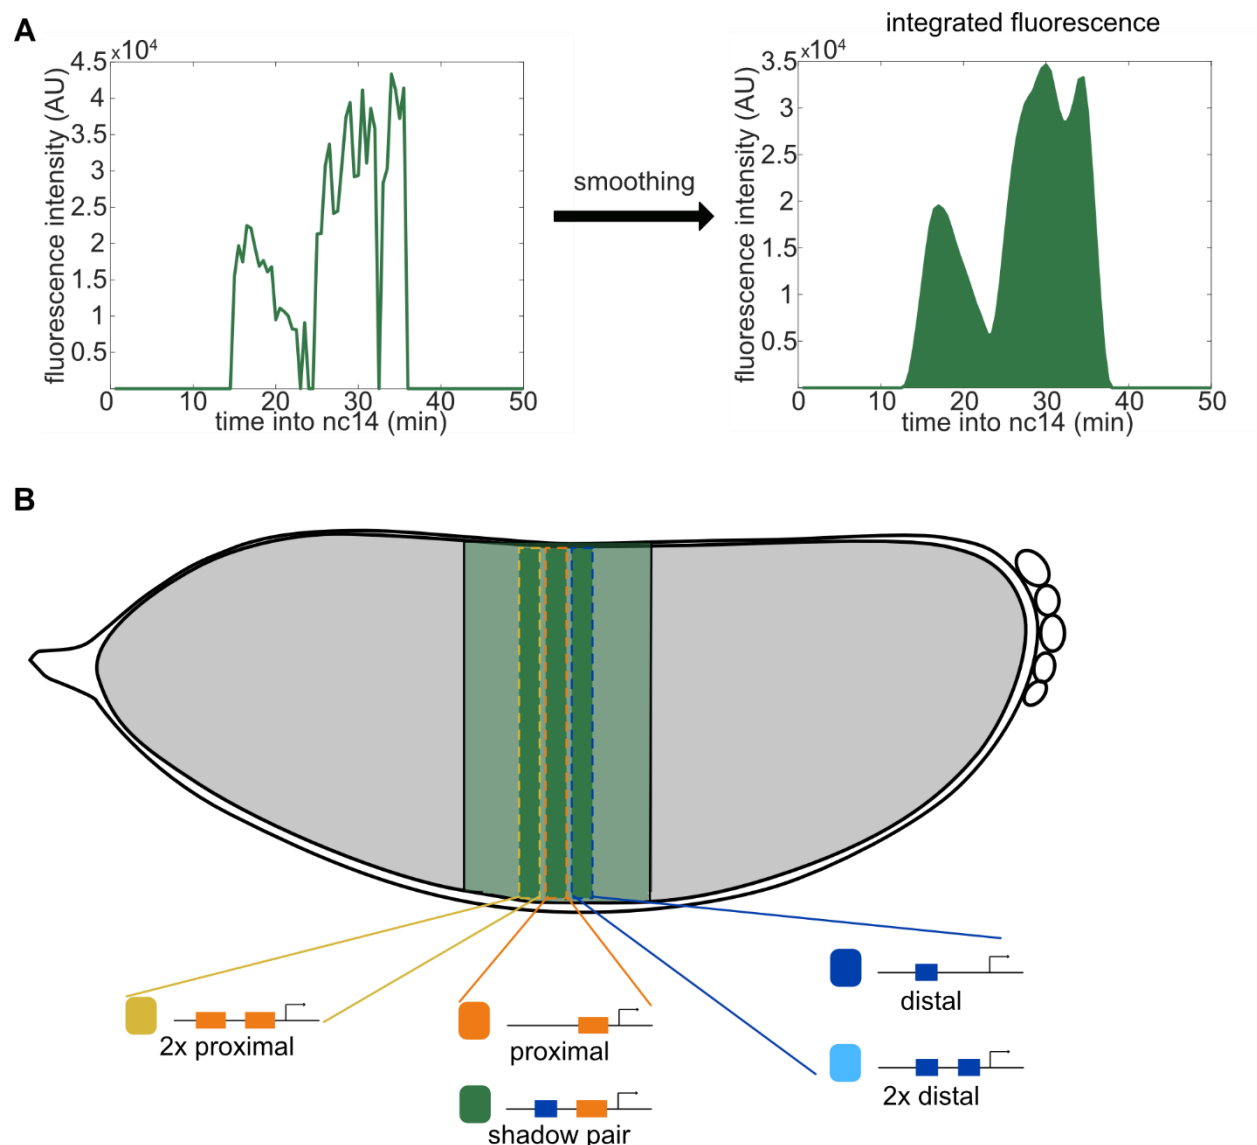 A
integrated fluorescence
×10⁴
4.5
4
3.5
3
2.5
2
1.5
1
0.5
fluorescence intensity (AU)
0 10 20 30 40 50
time into nc14 (min)
smoothing
×10⁴
3.5
3
2.5
2
1.5
1
0.5
fluorescence intensity (AU)
0 10 20 30 40 50
time into nc14 (min)
B
2x proximal
proximal
shadow pair
distal
2x distal